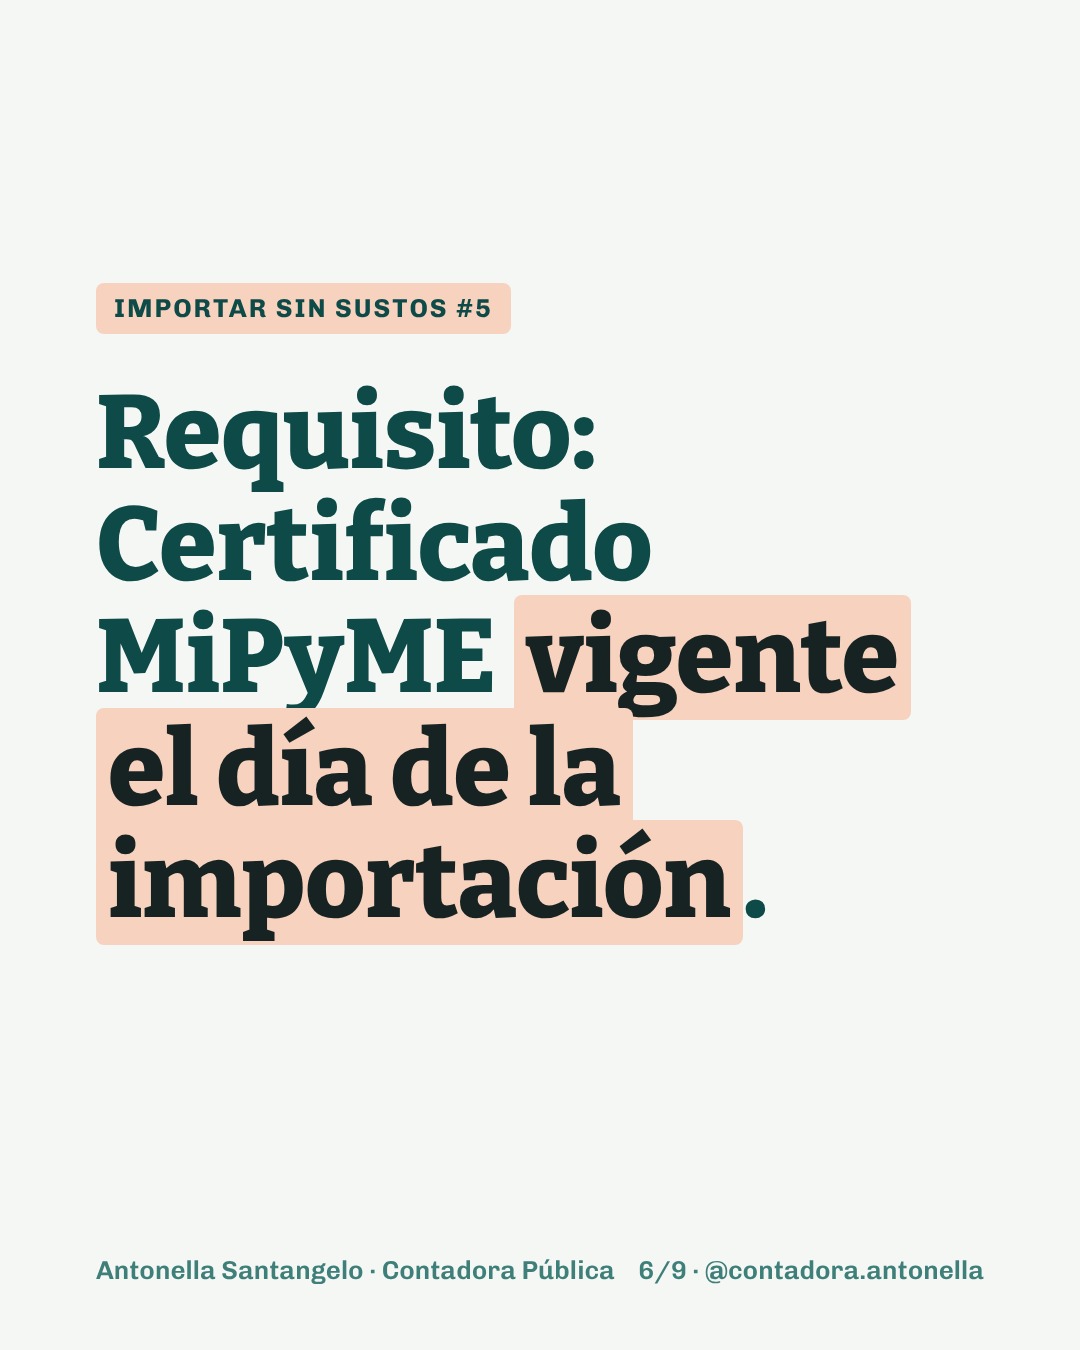 IMPORTAR SIN SUSTOS #5
Requisito:
Certificado
MiPyME vigente
el día de la
importación.
Antonella Santangelo · Contadora Pública 6/9 · @contadora.antonella